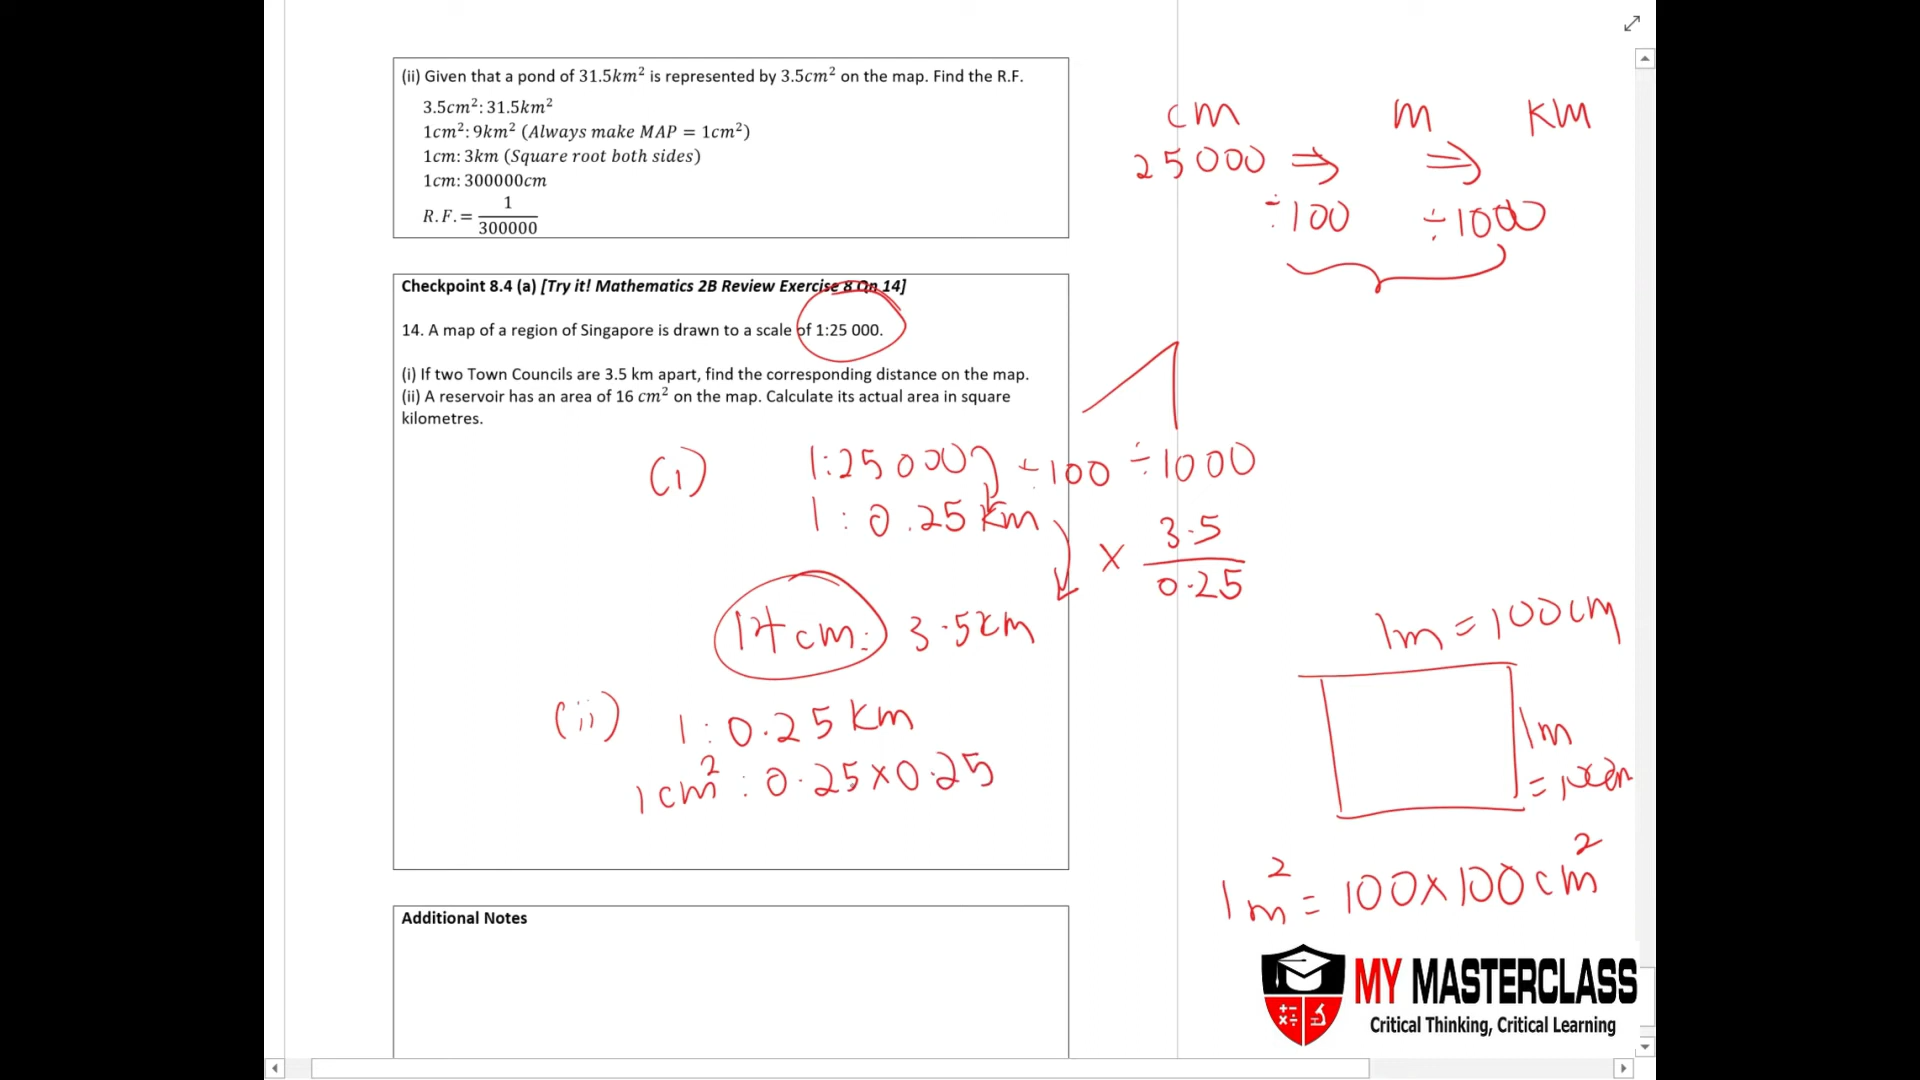 (ii) Given that a pond of 31.5km² is represented by 3.5cm² on the map. Find the R.F.
3.5cm²: 31.5km²
1cm²: 9km² (Always make MAP = 1cm²)
1cm: 3km (Square root both sides)
1cm: 300000cm
R.F. = 1/300000
cm m KM
25000 ⇒ ⇒
÷100 ÷1000
Checkpoint 8.4 (a) [Try it! Mathematics 2B Review Exercise 8 Qn 14]
14. A map of a region of Singapore is drawn to a scale of 1:25 000.
(i) If two Town Councils are 3.5 km apart, find the corresponding distance on the map.
(ii) A reservoir has an area of 16 cm² on the map. Calculate its actual area in square
kilometres.
(i) 1:25 000 ÷100 ÷1000
1 : 0.25 km
× 3.5/0.25
14 cm: 3.5km
(ii) 1 : 0.25 km
1 cm² : 0.25×0.25
1m = 100cm
1m
= 100cm
1m² = 100×100cm²
Additional Notes
MY MASTERCLASS
Critical Thinking, Critical Learning